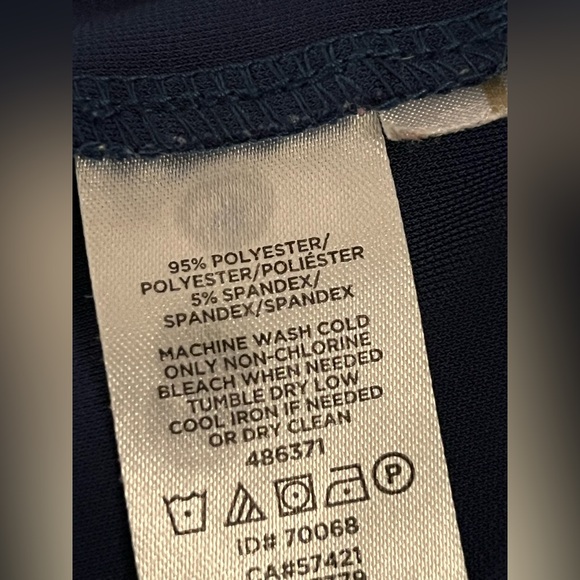 95% POLYESTER/
POLYESTER/POLIÉSTER
5% SPANDEX/
SPANDEX/SPANDEX
MACHINE WASH COLD
ONLY NON-CHLORINE
BLEACH WHEN NEEDED
TUMBLE DRY LOW
COOL IRON IF NEEDED
OR DRY CLEAN
486371
P
ID# 70068
CA#57421